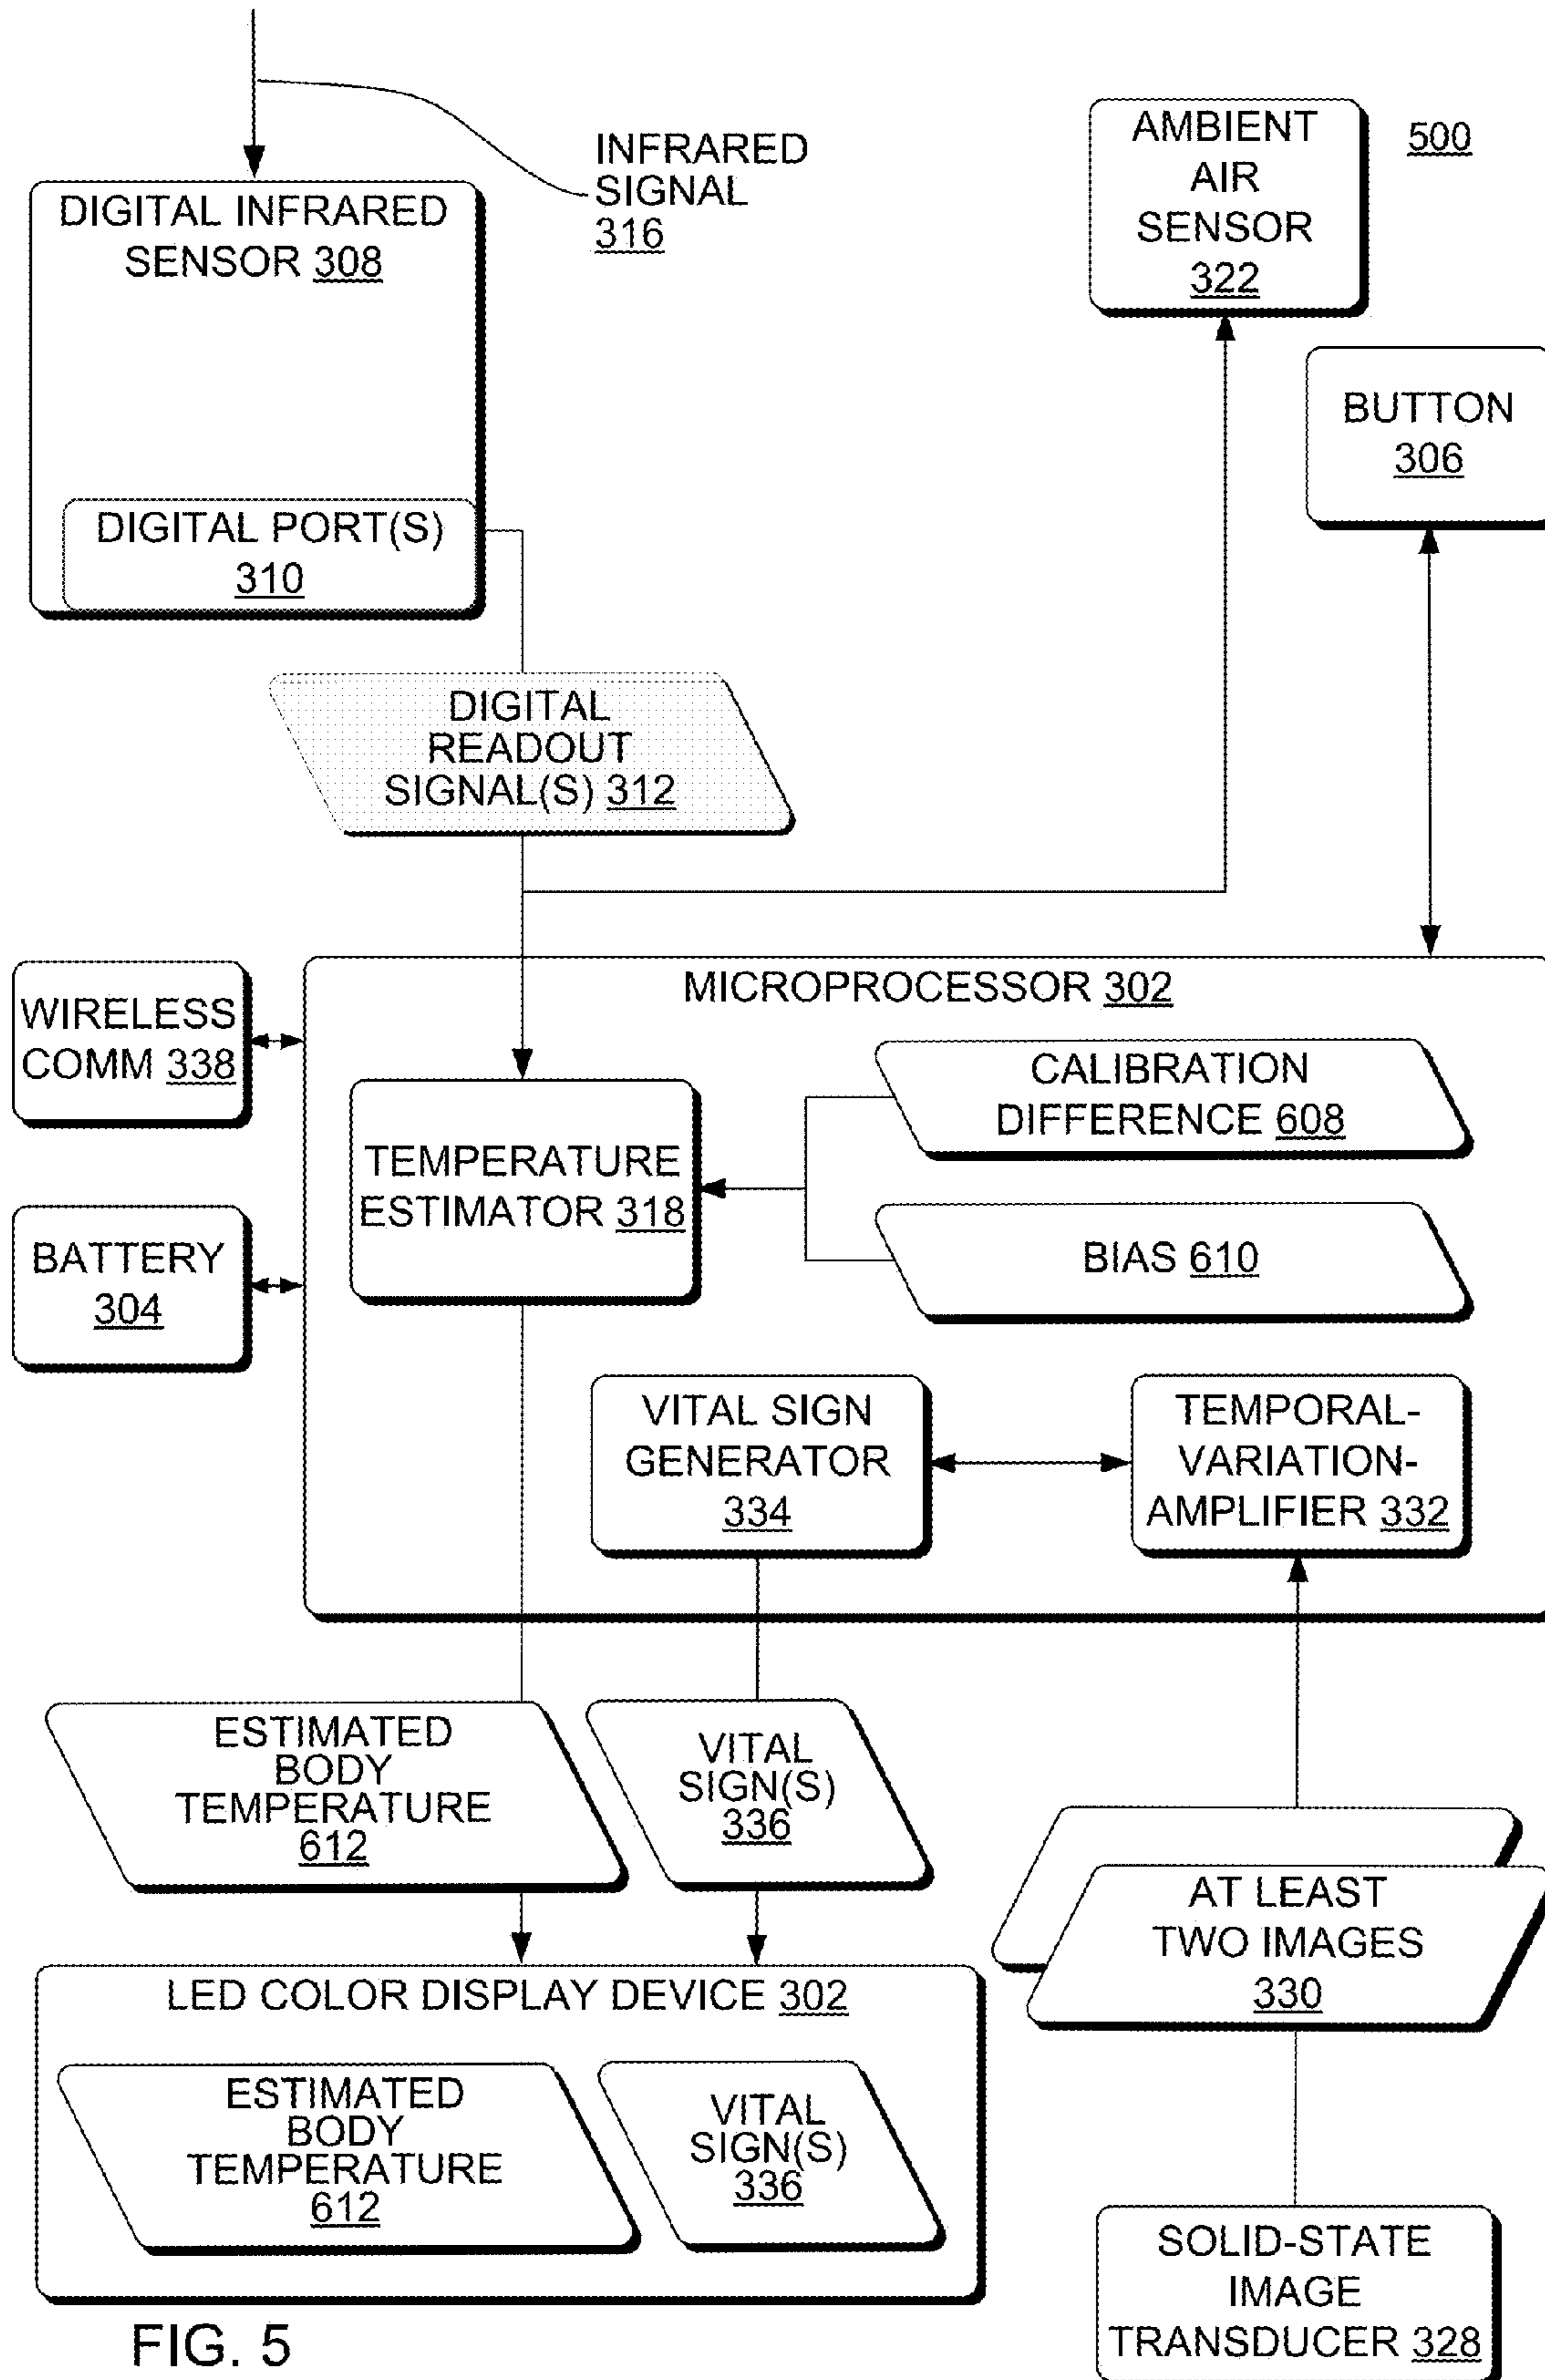 INFRARED
SIGNAL
316
AMBIENT
AIR
SENSOR
322
500
DIGITAL INFRARED
SENSOR 308
BUTTON
306
DIGITAL PORT(S)
310
DIGITAL
READOUT
SIGNAL(S) 312
MICROPROCESSOR 302
WIRELESS
COMM 338
CALIBRATION
DIFFERENCE 608
TEMPERATURE
ESTIMATOR 318
BATTERY
304
BIAS 610
VITAL SIGN
GENERATOR
334
TEMPORAL-
VARIATION-
AMPLIFIER 332
ESTIMATED
BODY
TEMPERATURE
612
VITAL
SIGN(S)
336
AT LEAST
TWO IMAGES
330
LED COLOR DISPLAY DEVICE 302
ESTIMATED
BODY
TEMPERATURE
612
VITAL
SIGN(S)
336
SOLID-STATE
IMAGE
TRANSDUCER 328
FIG. 5